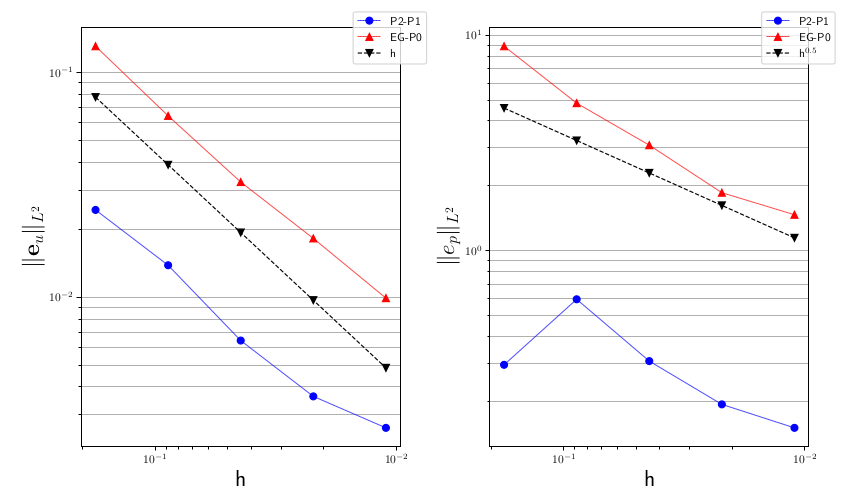 P2-P1
EG-P0
h
10⁻¹
10⁻²
‖e_u‖_{L²}
10⁻¹
10⁻²
h
P2-P1
EG-P0
h^{0.5}
10¹
10⁰
‖e_p‖_{L²}
10⁻¹
10⁻²
h